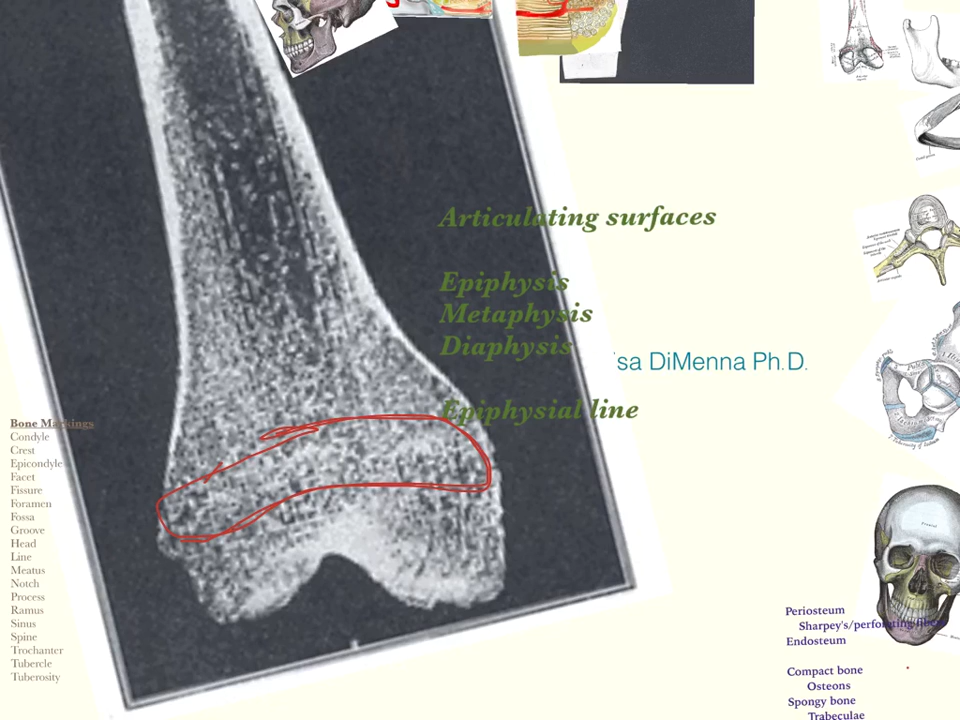 Articulating surfaces
Epiphysis
Metaphysis
Diaphysis
Epiphysial line
sa DiMenna Ph.D.
Bone Markings
Condyle
Crest
Epicondyle
Facet
Fissure
Foramen
Fossa
Groove
Head
Line
Meatus
Notch
Process
Ramus
Sinus
Spine
Trochanter
Tubercle
Tuberosity
Periosteum
Sharpey's/perforating fibers
Endosteum
Compact bone
Osteons
Spongy bone
Trabeculae